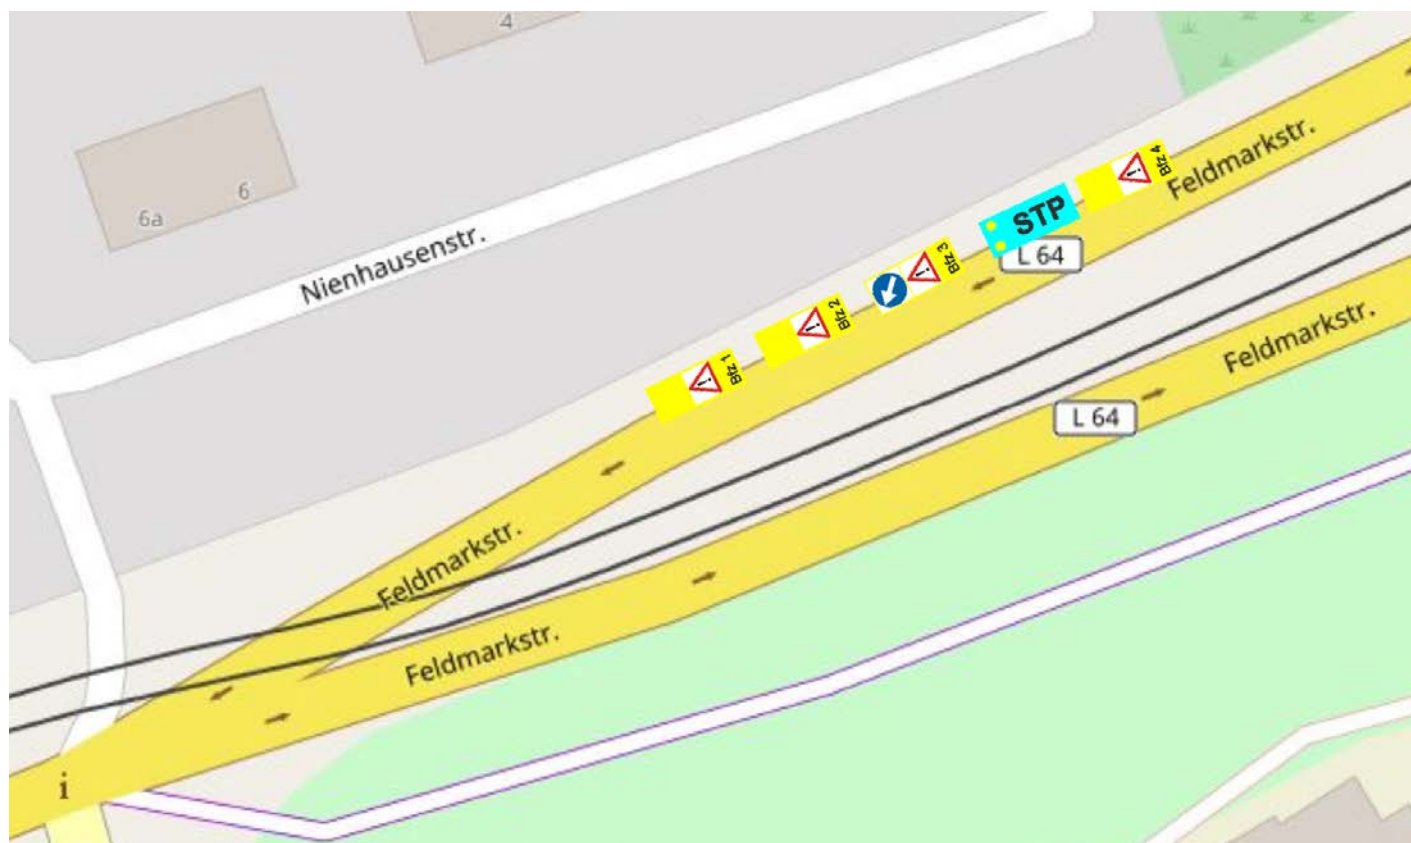 4
6
6a
Nienhausenstr.
Feldmarkstr.
Bfz 4
STP
L 64
Bfz 3
Bfz 2
Bfz 1
Feldmarkstr.
L 64
Feldmarkstr.
Feldmarkstr.
i